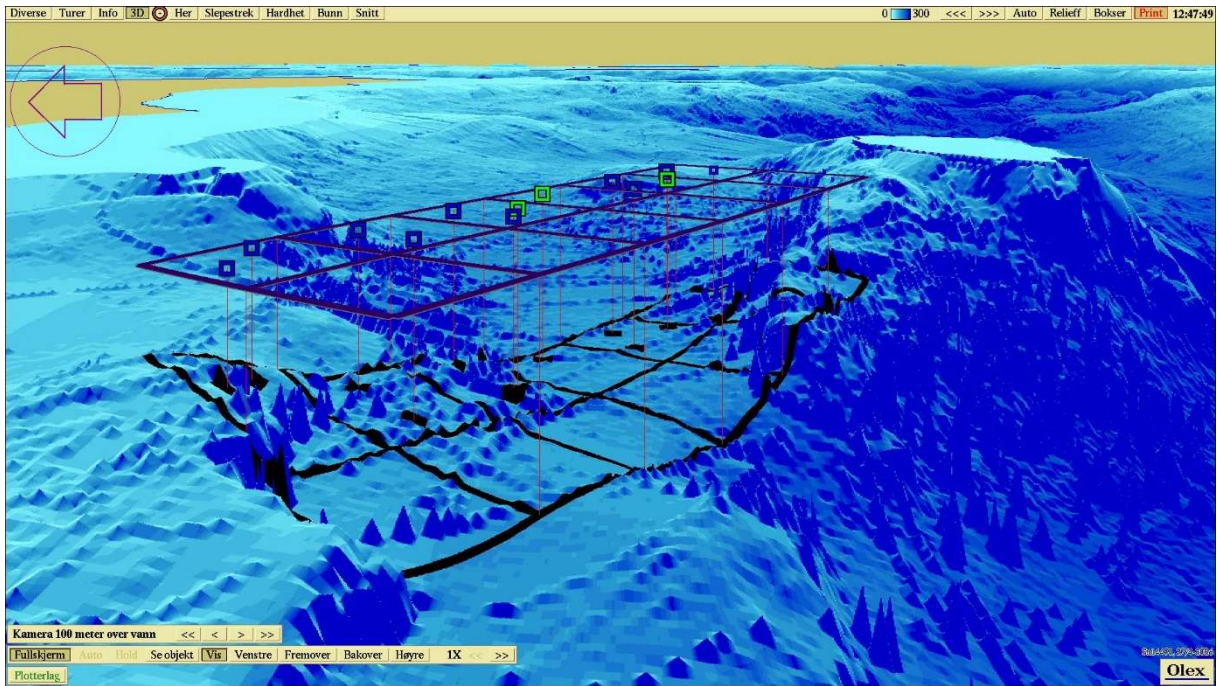 Diverse Turer Info 3D Her Slepestrek Hardhet Bunn Snitt 0 300 <<< >>> Auto Relieff Bokser Print 12:47:49
Kamera 100 meter over vann << < > >>
Fullskjerm Auto Hold Se objekt Vis Venstre Fremover Bakover Høyre 1X << >>
Plotterlag
Olex